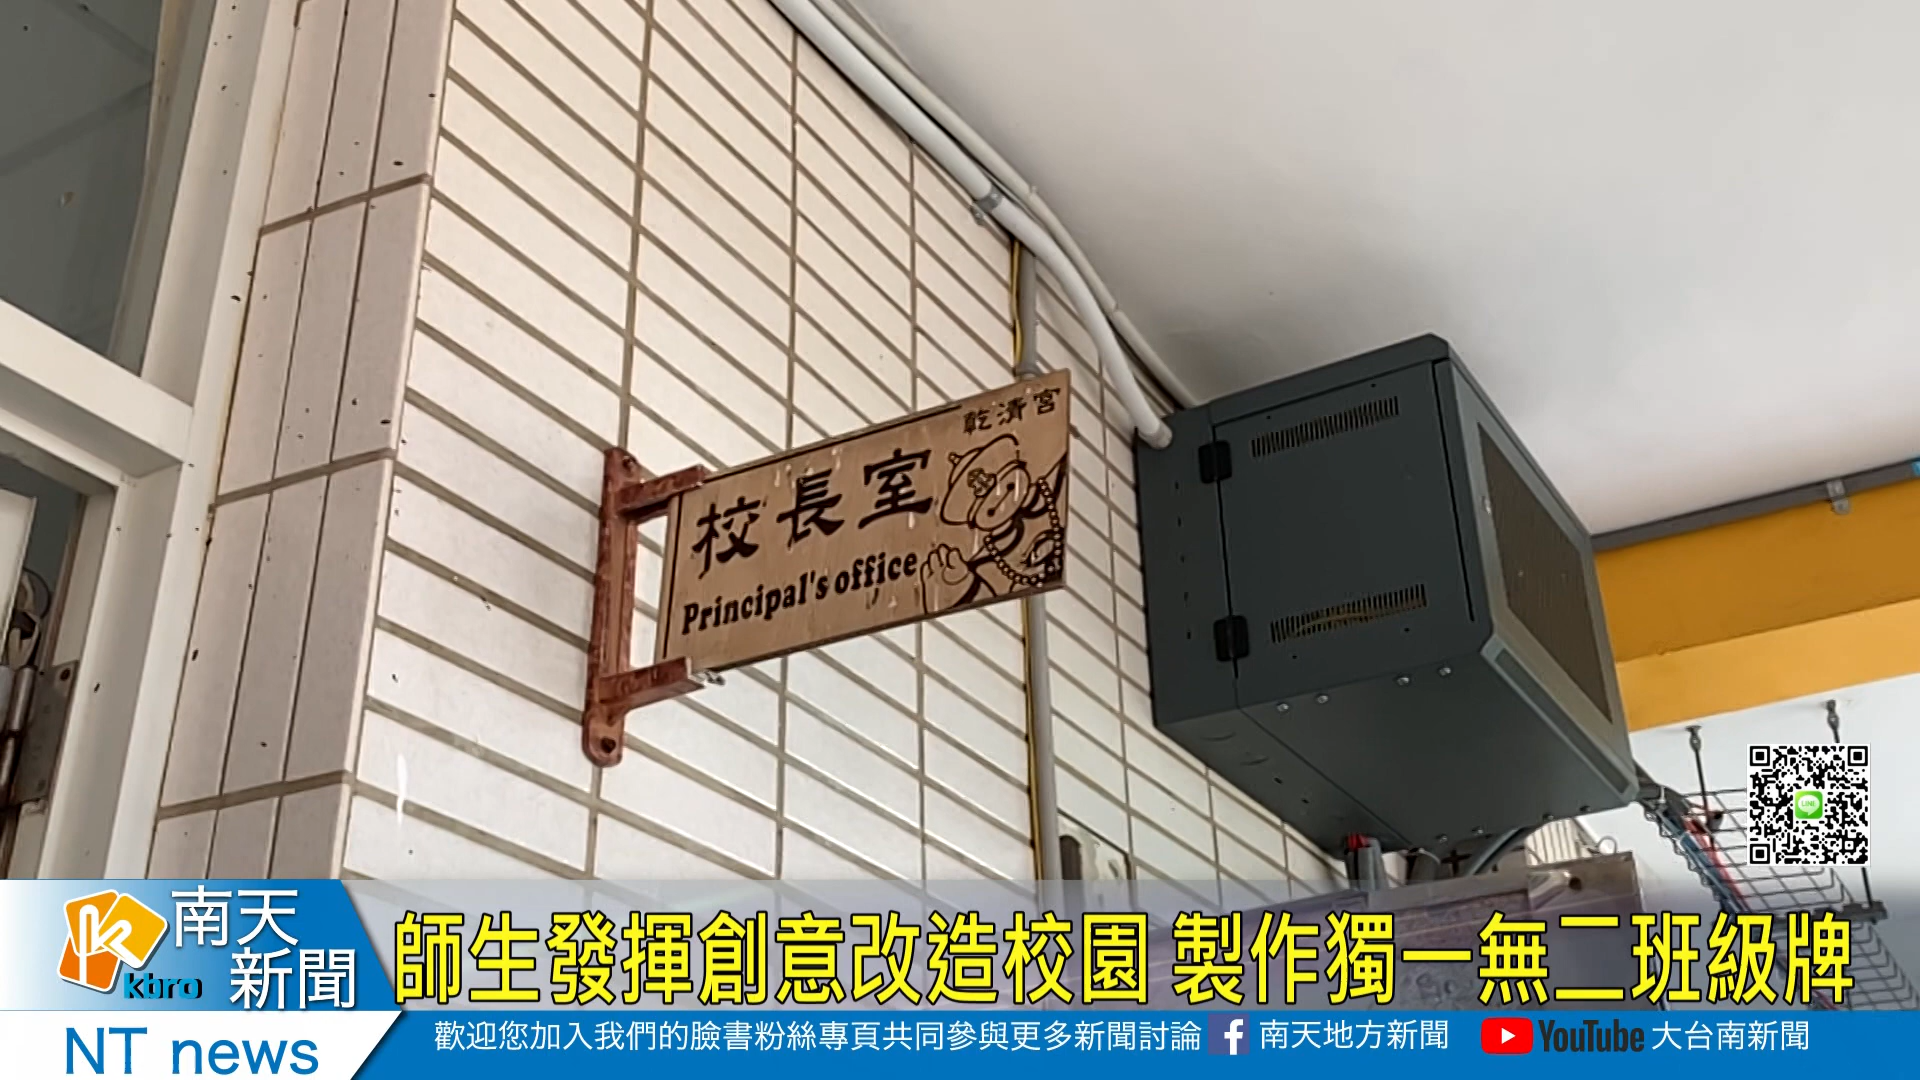 乾清宮
校長室
Principal's office
LINE
南天
新聞
kbro
師生發揮創意改造校園 製作獨一無二班級牌
NT news
歡迎您加入我們的臉書粉絲專頁共同參與更多新聞討論 南天地方新聞 YouTube 大台南新聞